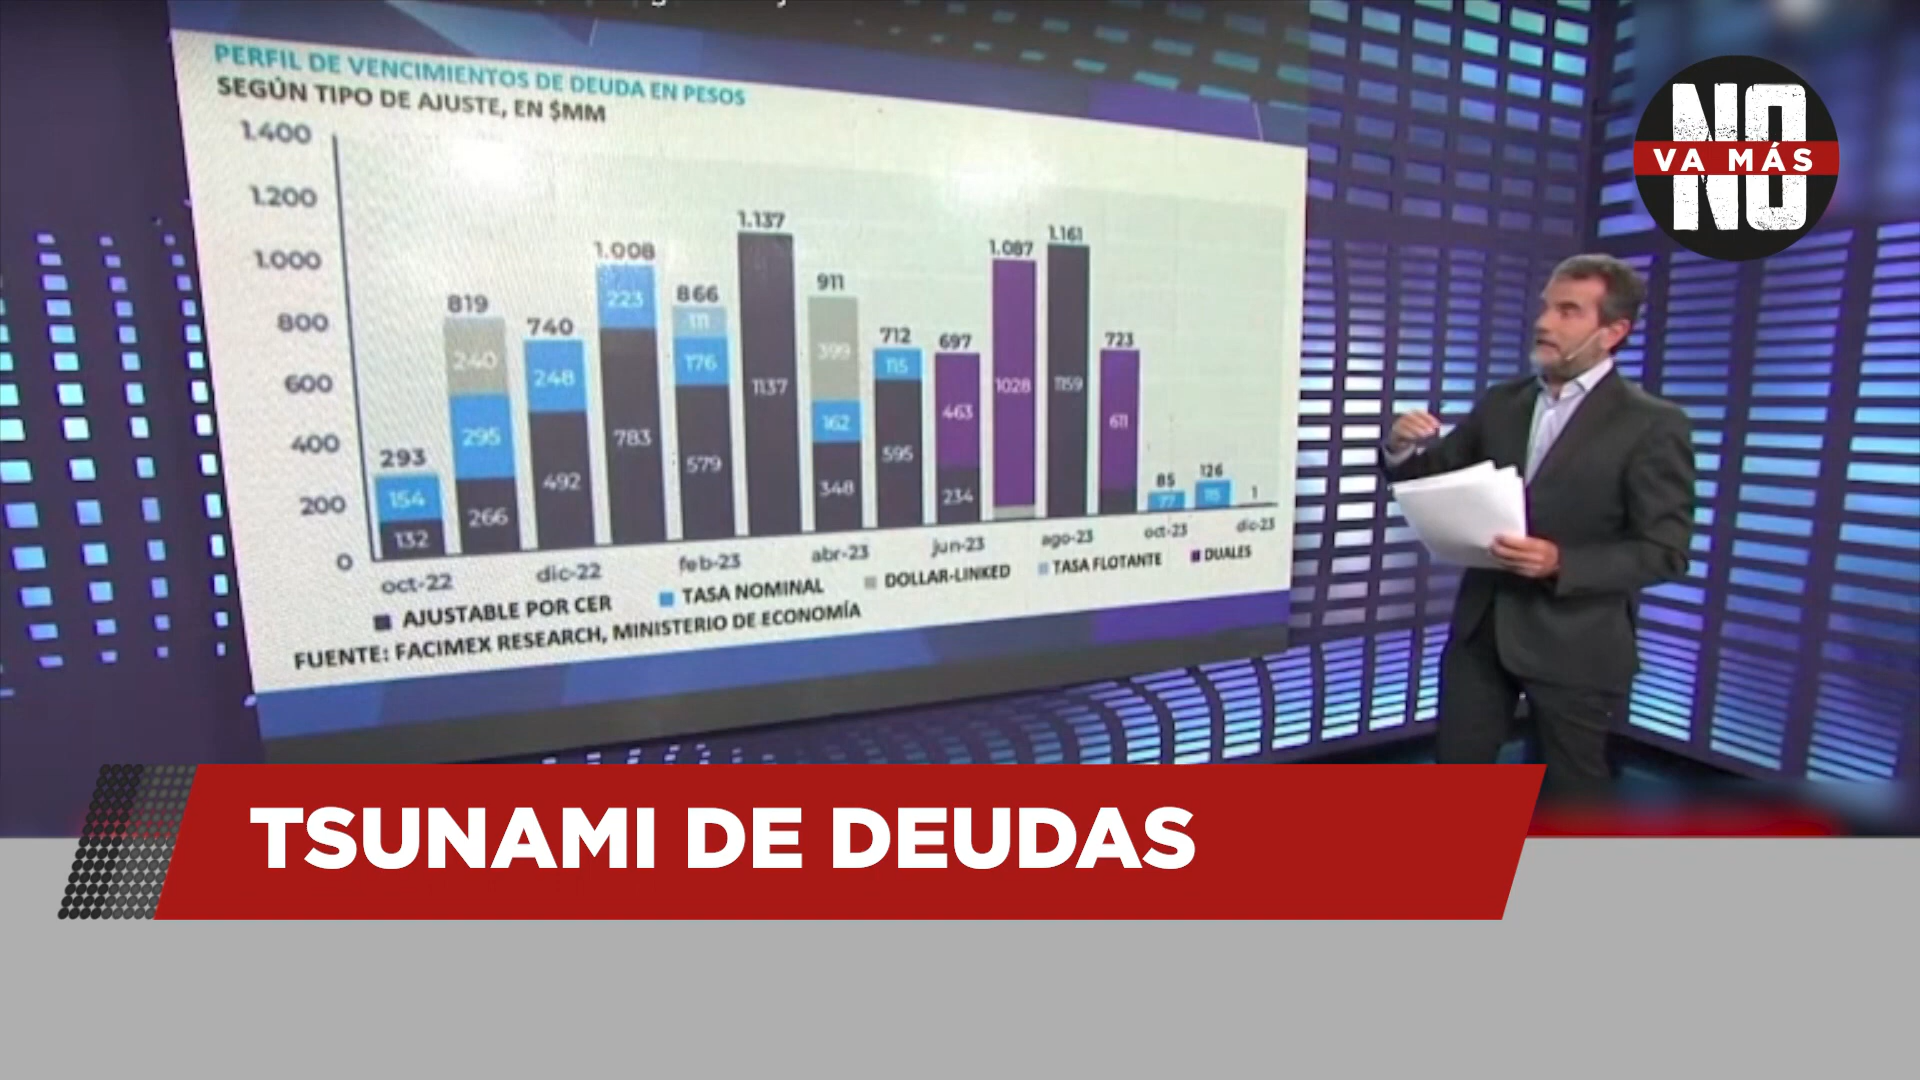 PERFIL DE VENCIMIENTOS DE DEUDA EN PESOS
SEGÚN TIPO DE AJUSTE, EN $MM
1.400
1.200
1.000
800
600
400
200
0
293
154
132
819
240
295
266
740
248
492
1.008
223
783
866
111
176
579
1.137
1137
911
399
162
348
712
115
595
697
463
234
1.087
1028
1.161
1159
723
611
85
77
126
115
1
oct-22
dic-22
feb-23
abr-23
jun-23
ago-23
oct-23
dic-23
AJUSTABLE POR CER
TASA NOMINAL
DOLLAR-LINKED
TASA FLOTANTE
DUALES
FUENTE: FACIMEX RESEARCH, MINISTERIO DE ECONOMÍA
NO
VA MÁS
NO
TSUNAMI DE DEUDAS